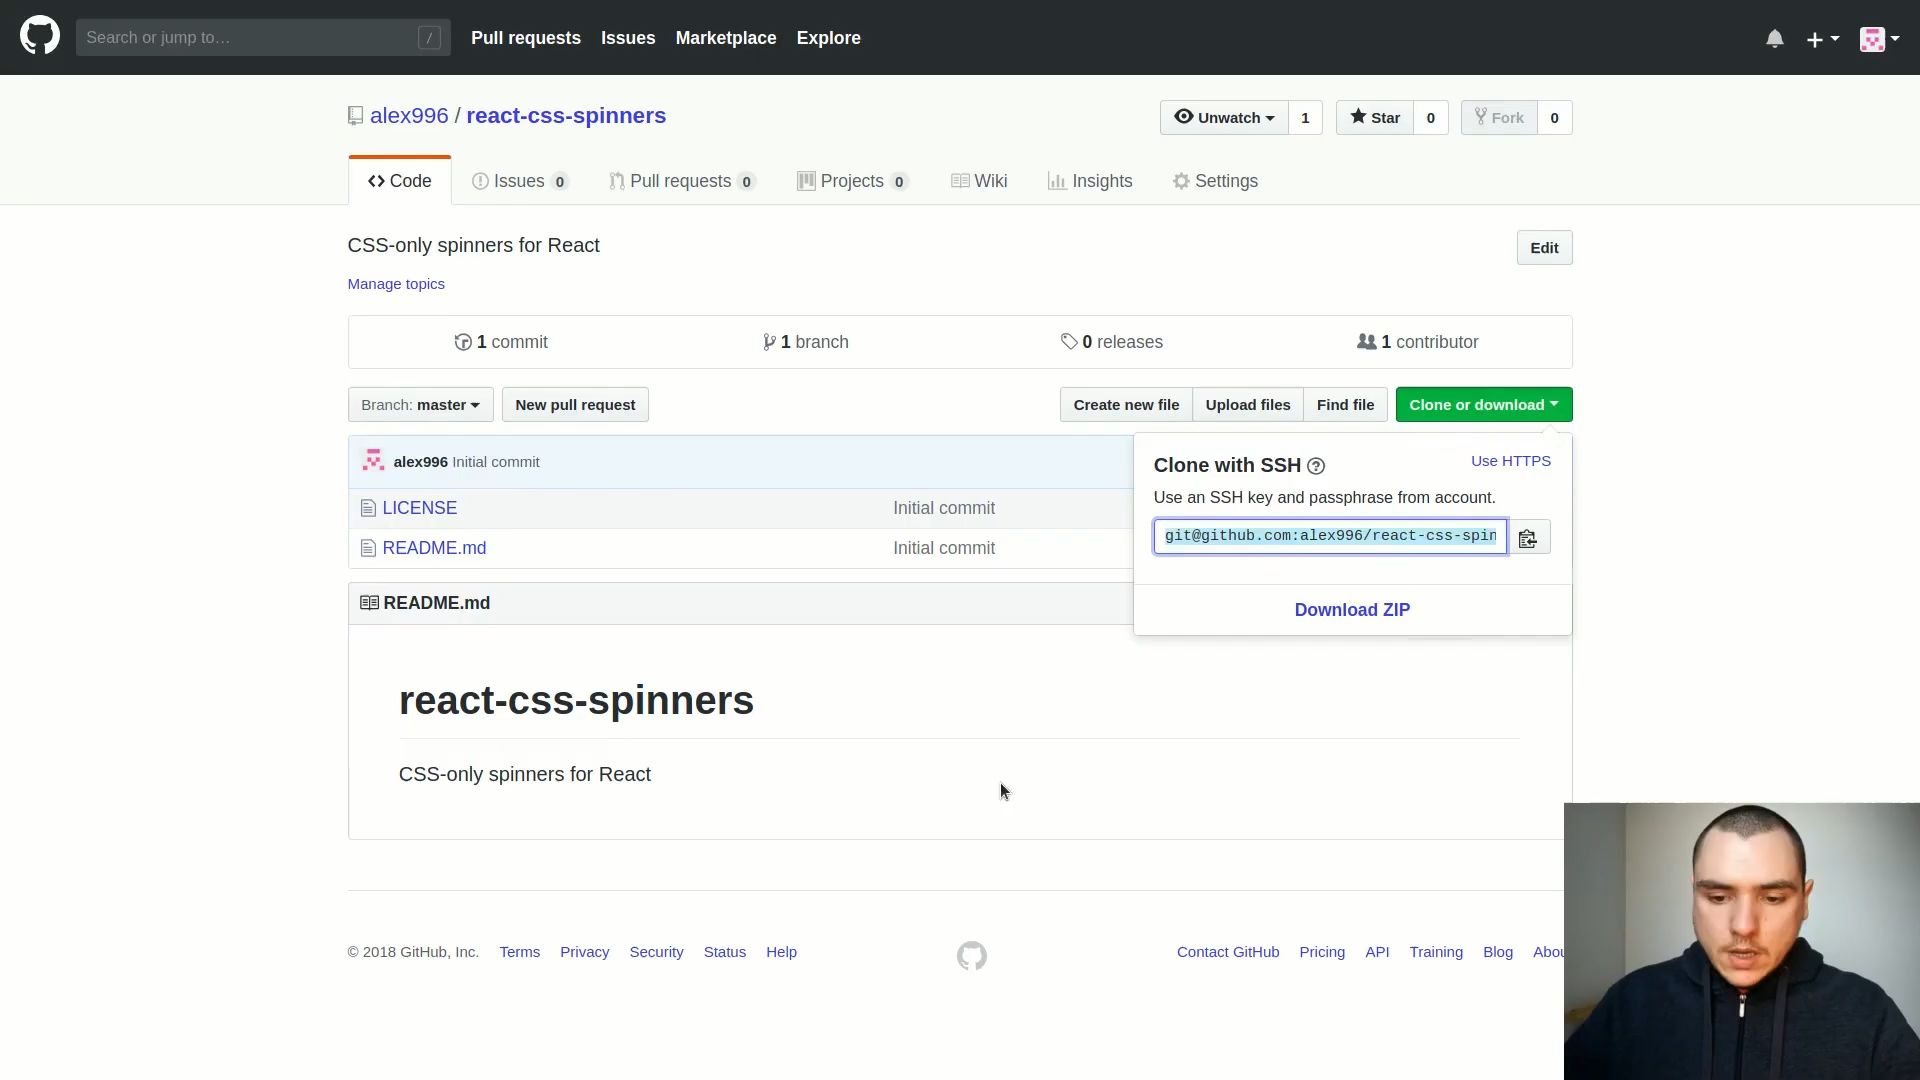 Search or jump to… /
Pull requests Issues Marketplace Explore
alex996 / react-css-spinners
Unwatch 1 Star 0 Fork 0
Code Issues 0 Pull requests 0 Projects 0 Wiki Insights Settings
CSS-only spinners for React
Edit
Manage topics
1 commit 1 branch 0 releases 1 contributor
Branch: master New pull request Create new file Upload files Find file Clone or download
alex996 Initial commit
LICENSE Initial commit
README.md Initial commit
Clone with SSH ? Use HTTPS
Use an SSH key and passphrase from account.
git@github.com:alex996/react-css-spin
Download ZIP
README.md
react-css-spinners
CSS-only spinners for React
© 2018 GitHub, Inc. Terms Privacy Security Status Help Contact GitHub Pricing API Training Blog Abou